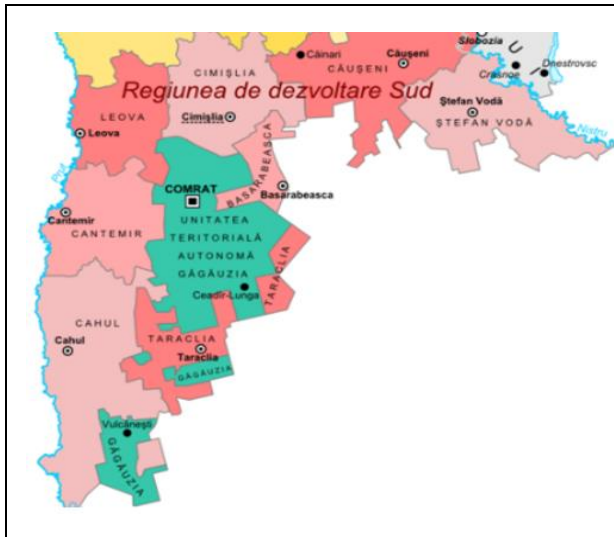 Slobozia
U
Căinari
Căușeni
CIMIȘLIA
CĂUȘENI
Crasnoe
Dnestrovsc
Regiunea de dezvoltare Sud
Ștefan Vodă
LEOVA
Cimișlia
ȘTEFAN VODĂ
Leova
Nistru
Prut
BASARABEASCA
COMRAT
Basarabeasca
Cantemir
UNITATEA
CANTEMIR
TERITORIALĂ
AUTONOMĂ
GĂGĂUZIA
TARACLIA
Ceadîr-Lunga
CAHUL
TARACLIA
Cahul
Taraclia
GĂGĂUZIA
Vulcănești
GĂGĂUZIA